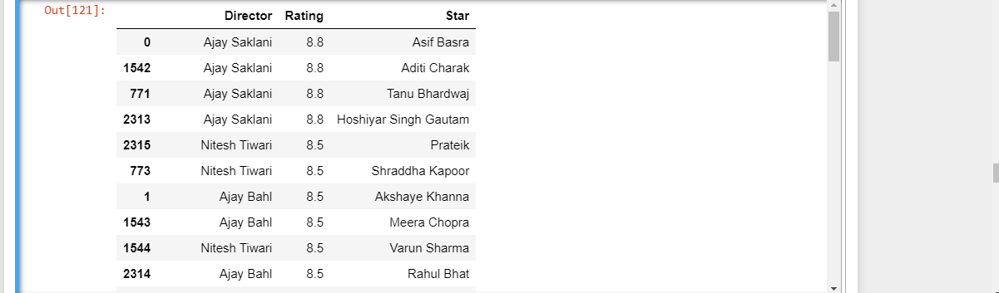 Out[121]:
Director Rating Star
0 Ajay Saklani 8.8 Asif Basra
1542 Ajay Saklani 8.8 Aditi Charak
771 Ajay Saklani 8.8 Tanu Bhardwaj
2313 Ajay Saklani 8.8 Hoshiyar Singh Gautam
2315 Nitesh Tiwari 8.5 Prateik
773 Nitesh Tiwari 8.5 Shraddha Kapoor
1 Ajay Bahl 8.5 Akshaye Khanna
1543 Ajay Bahl 8.5 Meera Chopra
1544 Nitesh Tiwari 8.5 Varun Sharma
2314 Ajay Bahl 8.5 Rahul Bhat